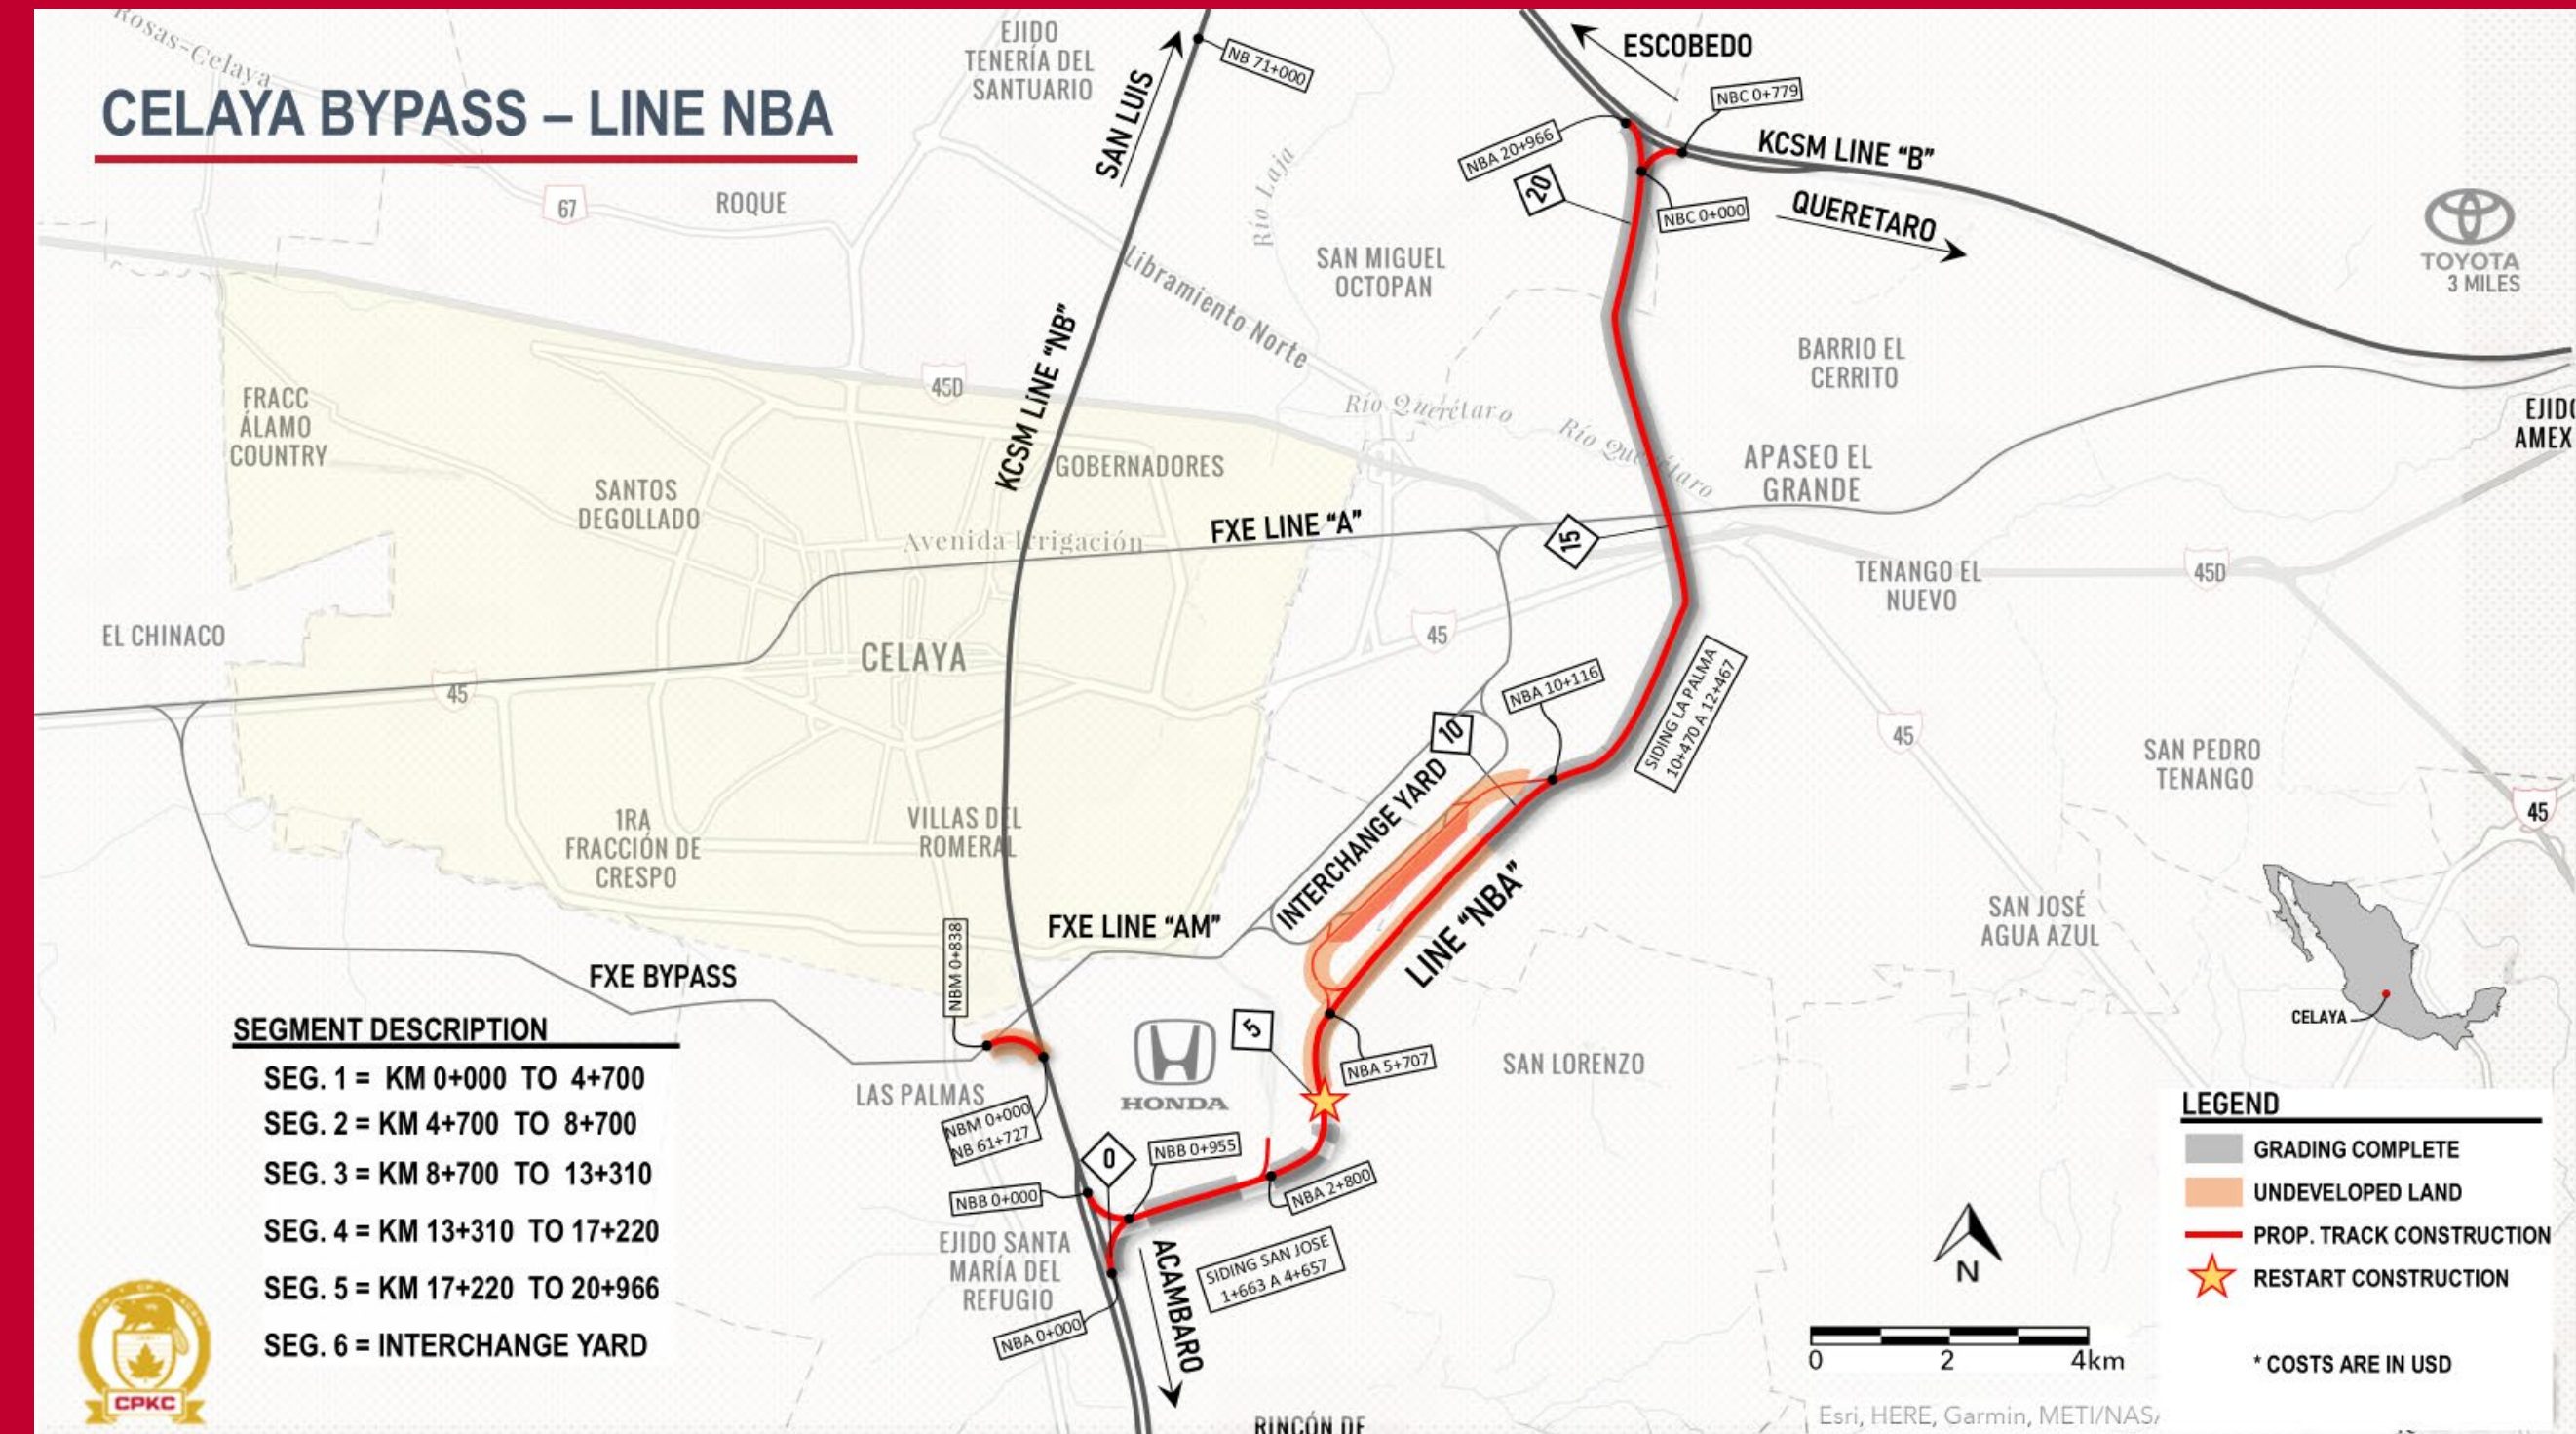 Rosas-Celaya
CELAYA BYPASS – LINE NBA
EJIDO
TENERÍA DEL
SANTUARIO
SAN LUIS
NB 71+000
ESCOBEDO
NBC 0+779
NBA 20+966
KCSM LINE “B”
20
NBC 0+000
QUERETARO
TOYOTA
3 MILES
67
ROQUE
Río Laja
SAN MIGUEL
OCTOPAN
Libramiento Norte
KCSM LINE “NB”
BARRIO EL
CERRITO
FRACC
ÁLAMO
COUNTRY
45D
Río Querétaro
Río Querétaro
EJIDO
AMEX
SANTOS
DEGOLLADO
GOBERNADORES
APASEO EL
GRANDE
Avenida Irrigación
FXE LINE “A”
15
TENANGO EL
NUEVO
45D
EL CHINACO
45
CELAYA
45
SIDING LA PALMA
10+470 A 12+467
NBA 10+116
10
45
SAN PEDRO
TENANGO
45
1RA
FRACCIÓN DE
CRESPO
VILLAS DEL
ROMERAL
INTERCHANGE YARD
LINE “NBA”
SAN JOSÉ
AGUA AZUL
FXE LINE “AM”
NBM 0+838
FXE BYPASS
CELAYA
SEGMENT DESCRIPTION
SEG. 1 = KM 0+000 TO 4+700
SEG. 2 = KM 4+700 TO 8+700
SEG. 3 = KM 8+700 TO 13+310
SEG. 4 = KM 13+310 TO 17+220
SEG. 5 = KM 17+220 TO 20+966
SEG. 6 = INTERCHANGE YARD
LAS PALMAS
HONDA
5
NBA 5+707
SAN LORENZO
NBM 0+000
NB 61+727
0
NBB 0+955
NBB 0+000
NBA 2+800
EJIDO SANTA
MARÍA DEL
REFUGIO
SIDING SAN JOSE
1+663 A 4+657
ACAMBARO
NBA 0+000
RINCÓN DE
LEGEND
GRADING COMPLETE
UNDEVELOPED LAND
PROP. TRACK CONSTRUCTION
RESTART CONSTRUCTION
* COSTS ARE IN USD
N
0 2 4km
Esri, HERE, Garmin, METI/NASA
CPKC